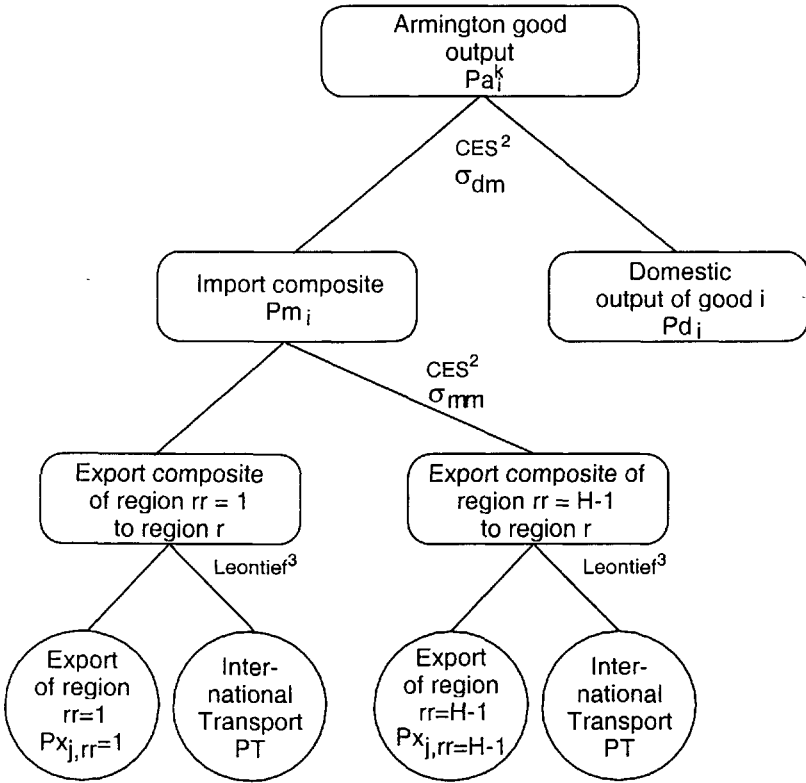 Armington good
output
Pa_i^k
CES²
σ_dm
Import composite
Pm_i
Domestic
output of good i
Pd_i
CES²
σ_mm
Export composite
of region rr = 1
to region r
Export composite of
region rr = H-1
to region r
Leontief³
Leontief³
Export
of region
rr=1
Px_j,rr=1
Inter-
national
Transport
PT
Export
of region
rr=H-1
Px_j,rr=H-1
Inter-
national
Transport
PT